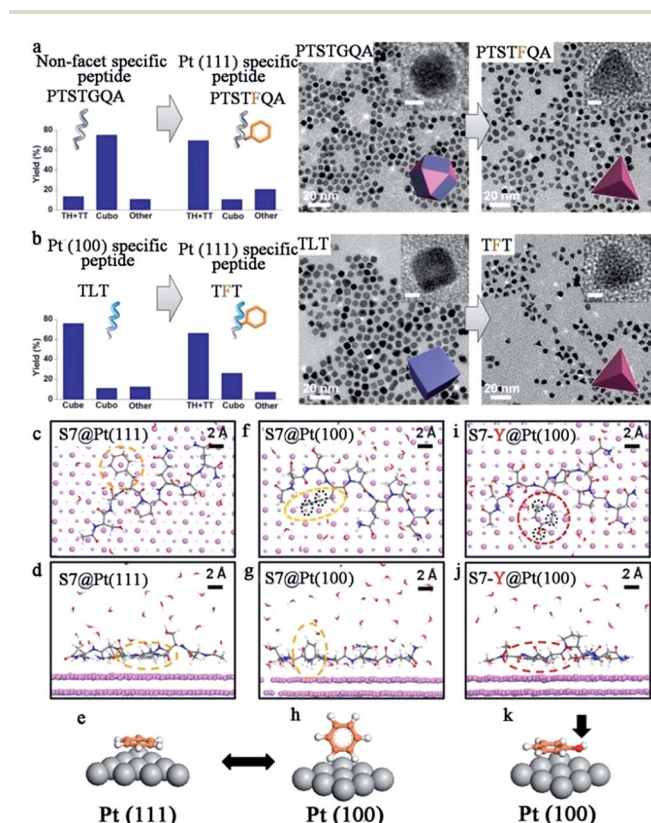 a
Non-facet specific
peptide
PTSTGQA
Pt (111) specific
peptide
PTSTFQA
80
60
40
20
0
Yield (%)
TH+TT Cubo Other
TH+TT Cubo Other
PTSTGQA
20 nm
PTSTFQA
20 nm
b
Pt (100) specific
peptide
TLT
Pt (111) specific
peptide
TFT
80
60
40
20
0
Yield (%)
Cube Cubo Other
TH+TT Cubo Other
TLT
20 nm
TFT
20 nm
c S7@Pt(111) 2 Å
f S7@Pt(100) 2 Å
i S7-Y@Pt(100) 2 Å
d S7@Pt(111) 2 Å
g S7@Pt(100) 2 Å
j S7-Y@Pt(100) 2 Å
e
Pt (111)
h
Pt (100)
k
Pt (100)